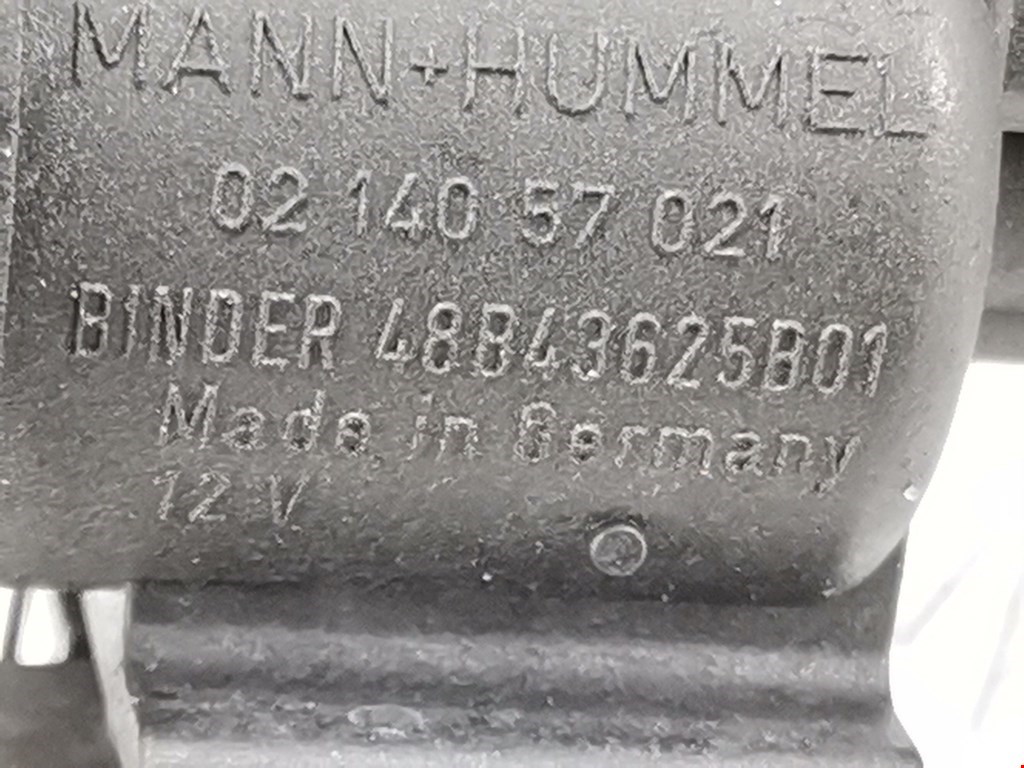 MANN+HUMMEL
02 140 57 021
BINDER 48B43625B01
Made in Germany
12 V